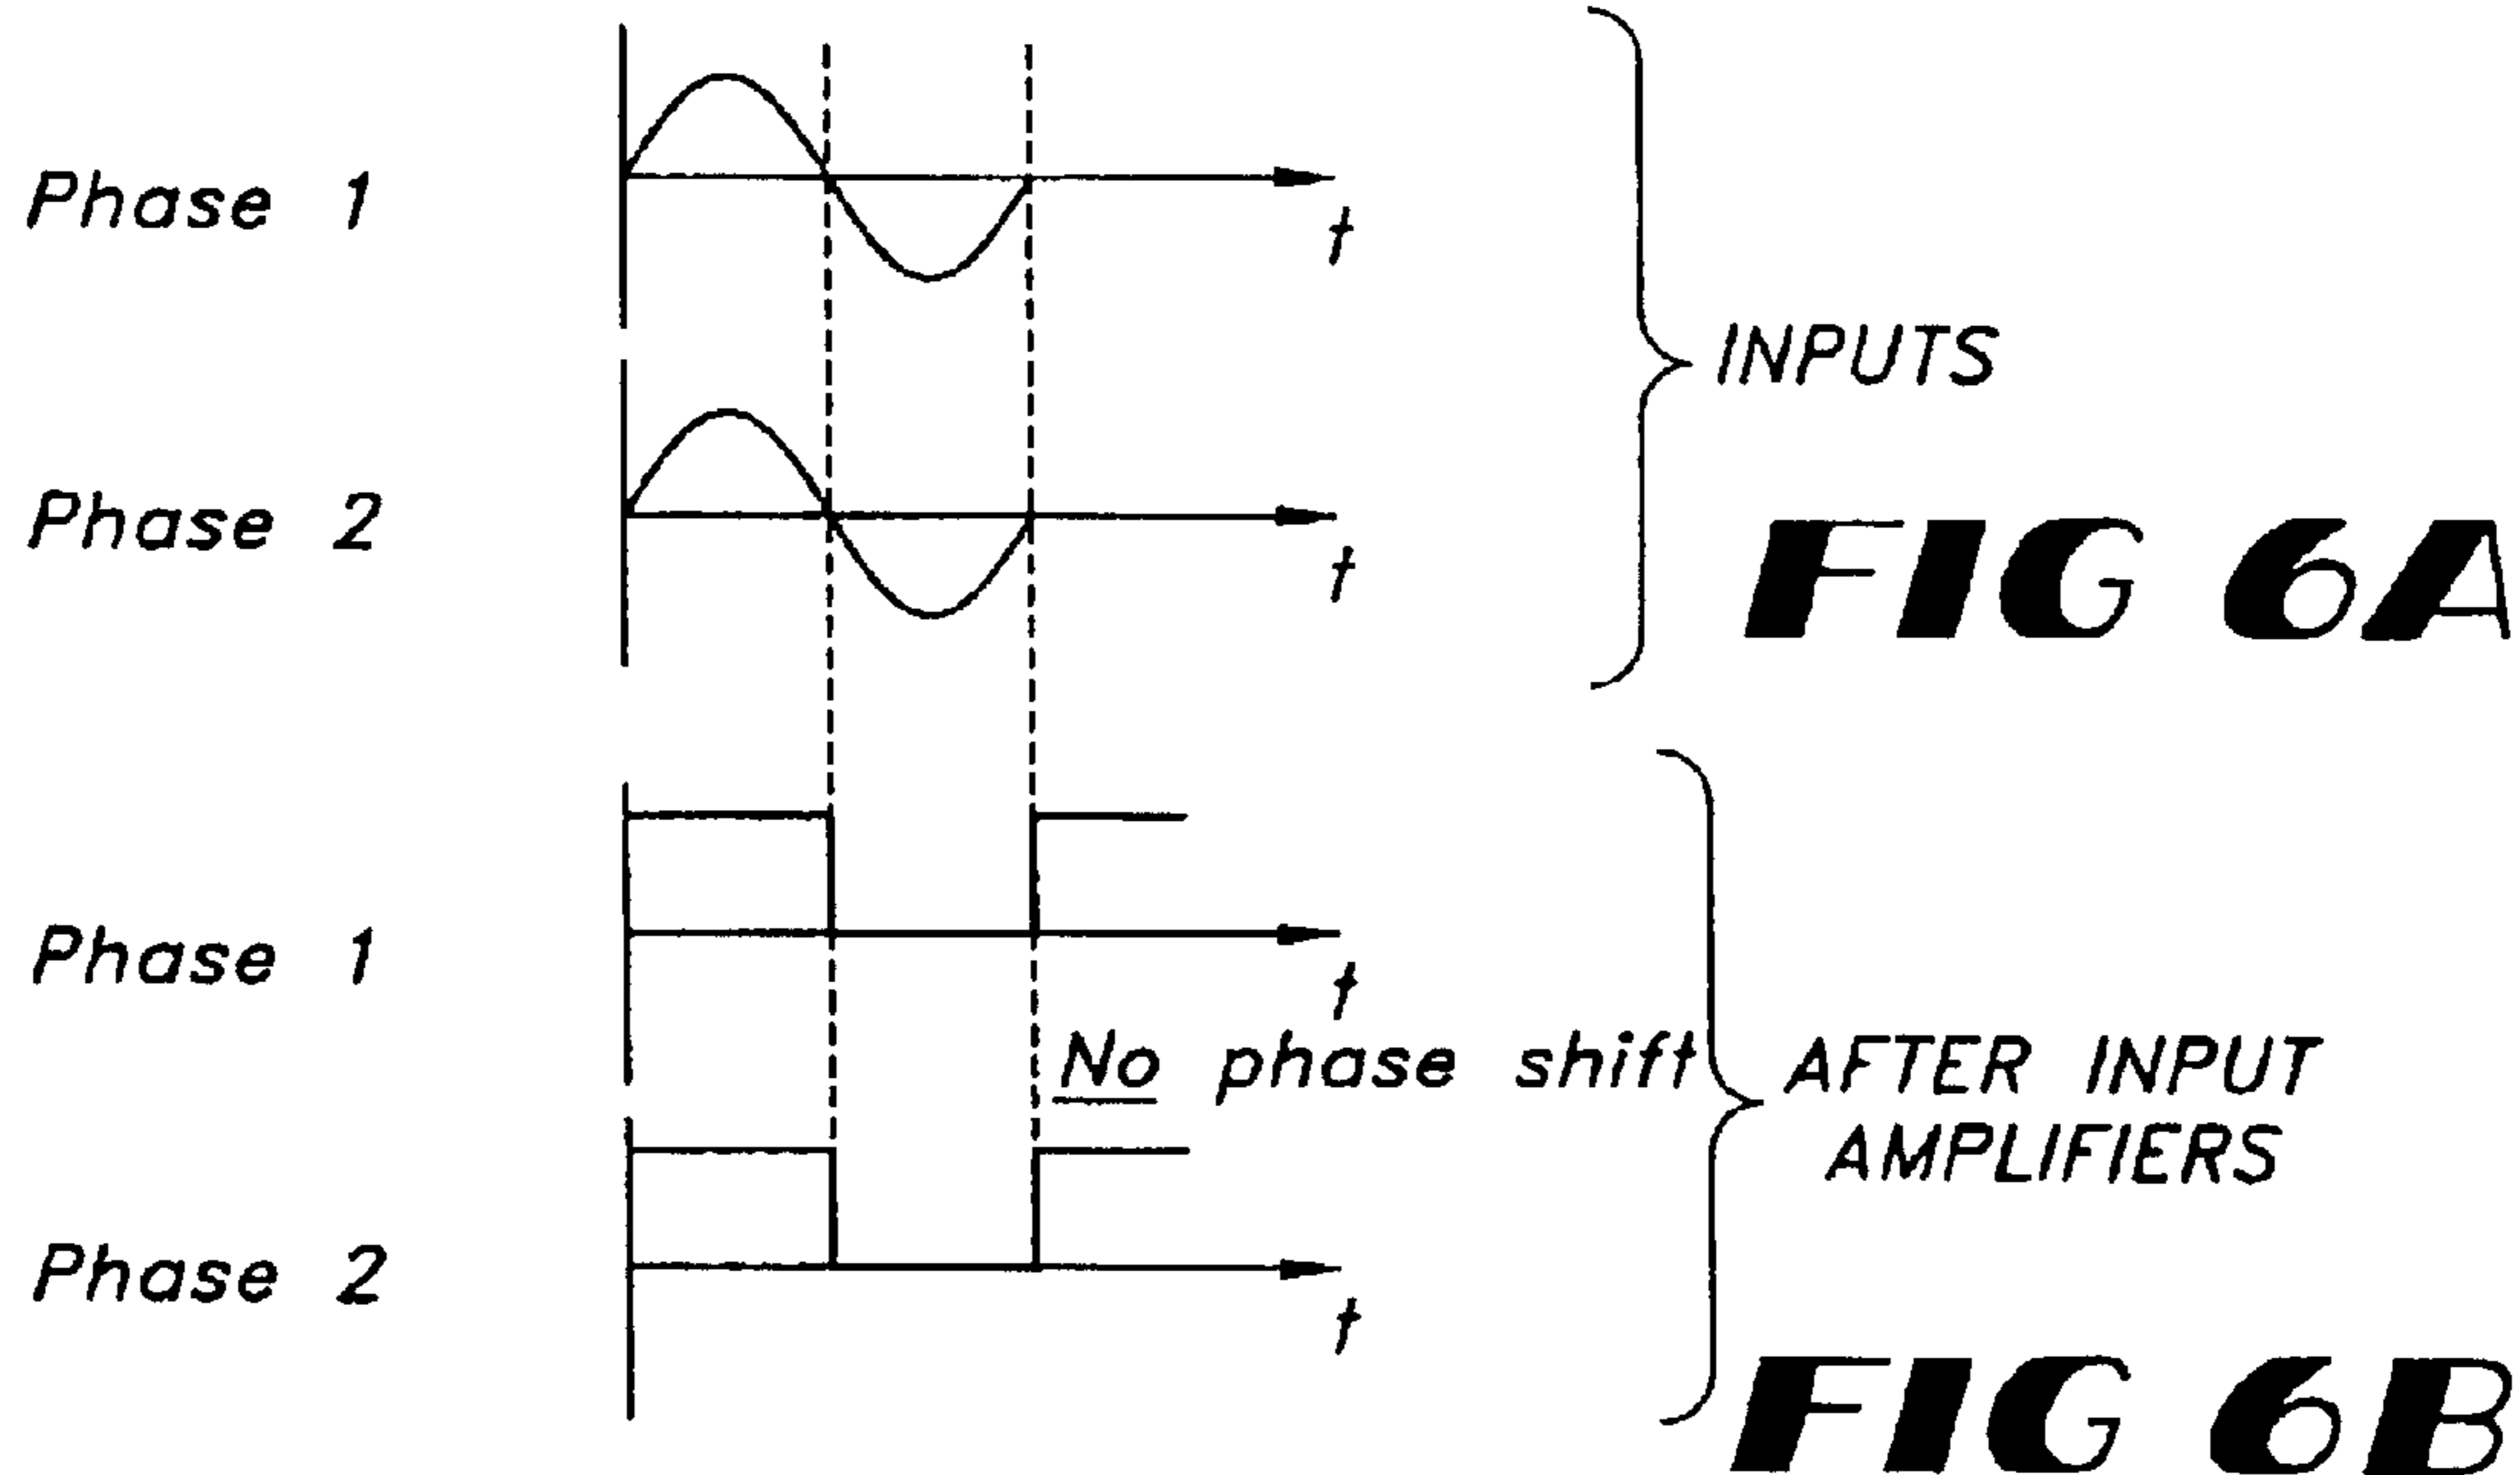 Phase 1
t
INPUTS
Phase 2
t
FIG 6A
Phase 1
t
No phase shift
AFTER INPUT
AMPLIFIERS
Phase 2
t
FIG 6B